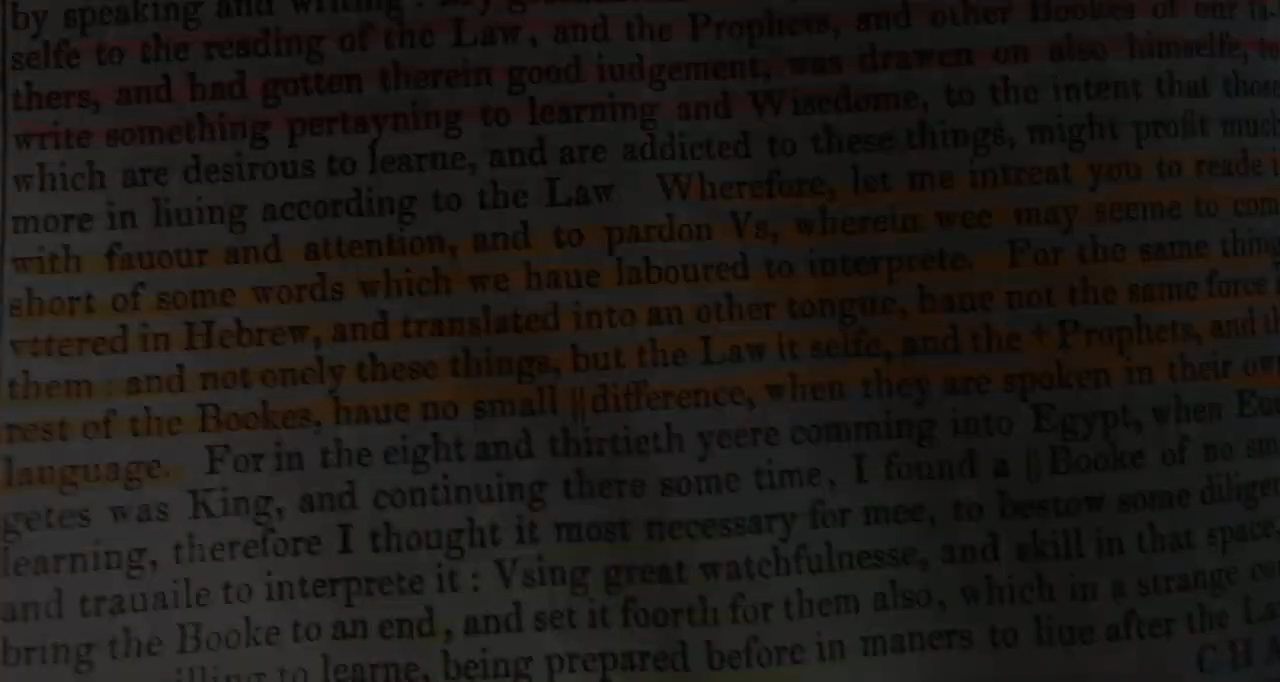 by speaking and writing: My
selfe to the reading of the Law, and the Prophets, and other Bookes of our
thers, and had gotten therein good iudgement, was drawen on also himselfe, to
write something pertayning to learning and Wisedome, to the intent that those
which are desirous to learne, and are addicted to these things, might profit much
more in liuing according to the Law Wherefore, let me intreat you to reade
with fauour and attention, and to pardon Vs, wherein wee may seeme to com
short of some words which we haue laboured to interprete. For the same thing
vttered in Hebrew, and translated into an other tongue, haue not the same force
them: and not onely these things, but the Law it selfe, and the + Prophets, and th
rest of the Bookes, haue no small || difference, when they are spoken in their ow
language. For in the eight and thirtieth yeere comming into Egypt, when Eue
getes was King, and continuing there some time, I found a || Booke of no sm
learning, therefore I thought it most necessary for mee, to bestow some diligen
and trauaile to interprete it: Vsing great watchfulnesse, and skill in that space,
bring the Booke to an end, and set it foorth for them also, which in a strange co
to learne, being prepared before in maners to liue after the La
CHA